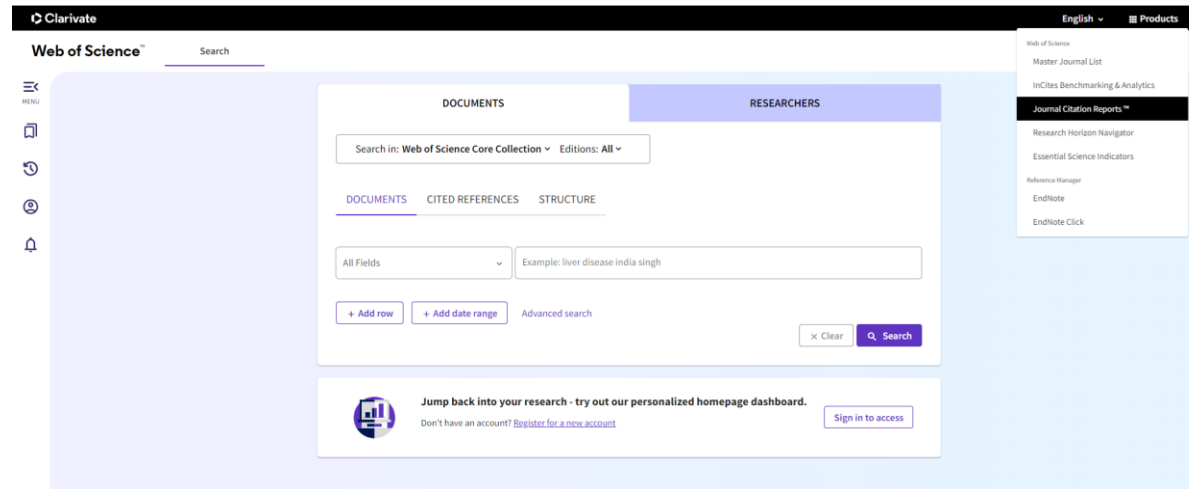 Clarivate
English
Products
Web of Science™
Search
MENU
Web of Science
Master Journal List
InCites Benchmarking & Analytics
Journal Citation Reports™
Research Horizon Navigator
Essential Science Indicators
Reference Manager
EndNote
EndNote Click
DOCUMENTS
RESEARCHERS
Search in: Web of Science Core Collection Editions: All
DOCUMENTS CITED REFERENCES STRUCTURE
All Fields
Example: liver disease india singh
+ Add row
+ Add date range
Advanced search
× Clear
Search
Jump back into your research - try out our personalized homepage dashboard.
Don't have an account? Register for a new account
Sign in to access